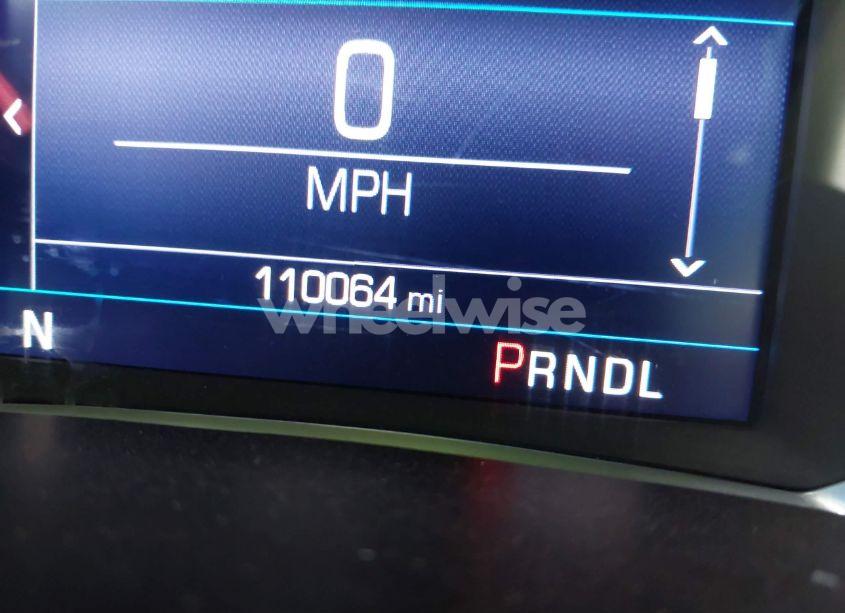 0
MPH
110064 mi
wheelwise
N
PRNDL